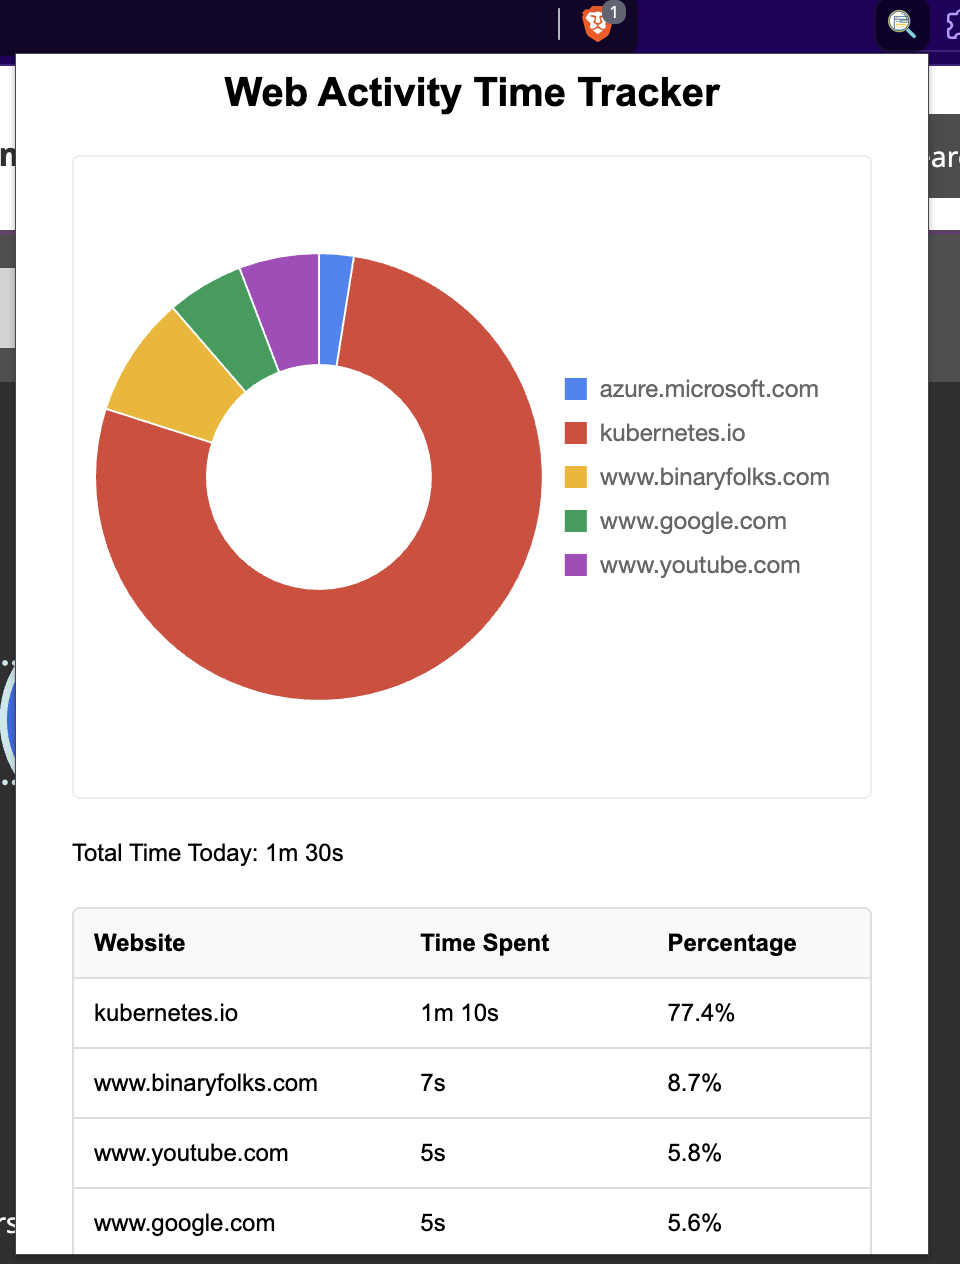 1
Web Activity Time Tracker
azure.microsoft.com
kubernetes.io
www.binaryfolks.com
www.google.com
www.youtube.com
Total Time Today: 1m 30s
Website Time Spent Percentage
kubernetes.io 1m 10s 77.4%
www.binaryfolks.com 7s 8.7%
www.youtube.com 5s 5.8%
www.google.com 5s 5.6%